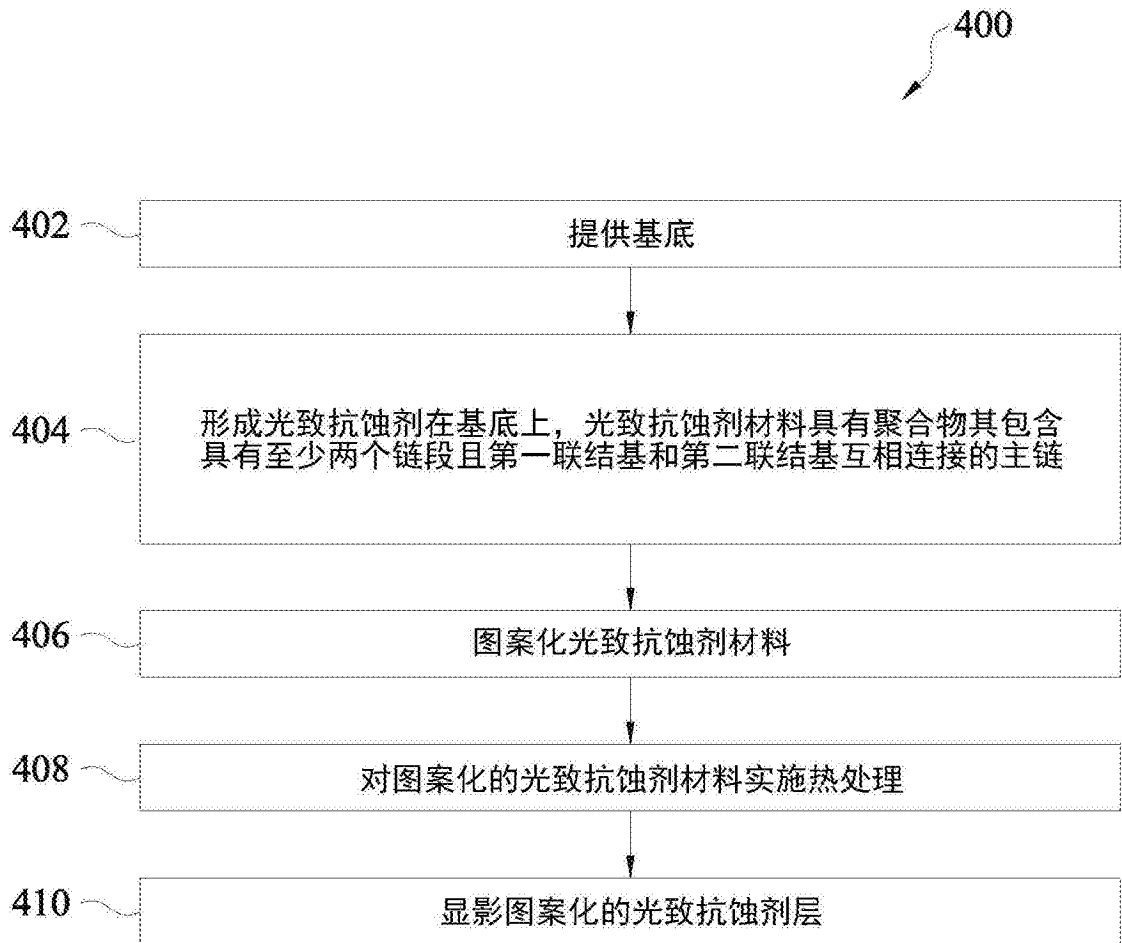 400
402
提供基底
404
形成光致抗蚀剂在基底上，光致抗蚀剂材料具有聚合物其包含
具有至少两个链段且第一联结基和第二联结基互相连接的主链
406
图案化光致抗蚀剂材料
408
对图案化的光致抗蚀剂材料实施热处理
410
显影图案化的光致抗蚀剂层